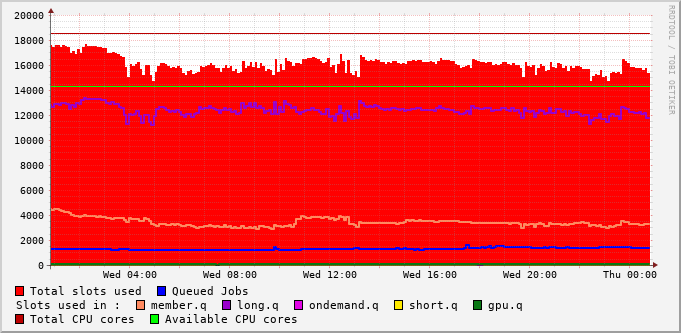 20000
18000
16000
14000
12000
10000
8000
6000
4000
2000
0
Wed 04:00 Wed 08:00 Wed 12:00 Wed 16:00 Wed 20:00 Thu 00:00
RRDTOOL / TOBI OETIKER
Total slots used Queued Jobs
Slots used in : member.q long.q ondemand.q short.q gpu.q
Total CPU cores Available CPU cores